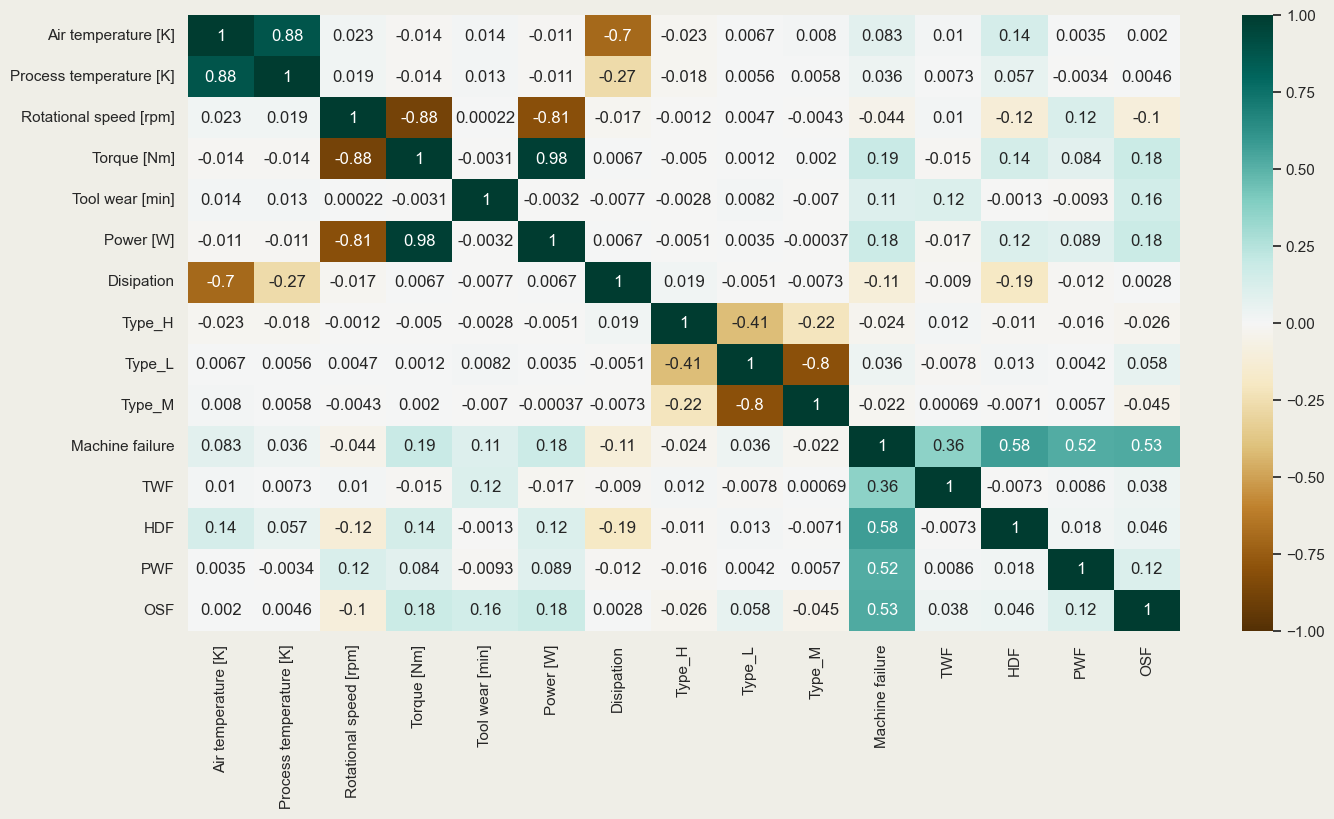 Air temperature [K] 1 0.88 0.023 -0.014 0.014 -0.011 -0.7 -0.023 0.0067 0.008 0.083 0.01 0.14 0.0035 0.002
Process temperature [K] 0.88 1 0.019 -0.014 0.013 -0.011 -0.27 -0.018 0.0056 0.0058 0.036 0.0073 0.057 -0.0034 0.0046
Rotational speed [rpm] 0.023 0.019 1 -0.88 0.00022 -0.81 -0.017 -0.0012 0.0047 -0.0043 -0.044 0.01 -0.12 0.12 -0.1
Torque [Nm] -0.014 -0.014 -0.88 1 -0.0031 0.98 0.0067 -0.005 0.0012 0.002 0.19 -0.015 0.14 0.084 0.18
Tool wear [min] 0.014 0.013 0.00022 -0.0031 1 -0.0032 -0.0077 -0.0028 0.0082 -0.007 0.11 0.12 -0.0013 -0.0093 0.16
Power [W] -0.011 -0.011 -0.81 0.98 -0.0032 1 0.0067 -0.0051 0.0035 -0.00037 0.18 -0.017 0.12 0.089 0.18
Disipation -0.7 -0.27 -0.017 0.0067 -0.0077 0.0067 1 0.019 -0.0051 -0.0073 -0.11 -0.009 -0.19 -0.012 0.0028
Type_H -0.023 -0.018 -0.0012 -0.005 -0.0028 -0.0051 0.019 1 -0.41 -0.22 -0.024 0.012 -0.011 -0.016 -0.026
Type_L 0.0067 0.0056 0.0047 0.0012 0.0082 0.0035 -0.0051 -0.41 1 -0.8 0.036 -0.0078 0.013 0.0042 0.058
Type_M 0.008 0.0058 -0.0043 0.002 -0.007 -0.00037 -0.0073 -0.22 -0.8 1 -0.022 0.00069 -0.0071 0.0057 -0.045
Machine failure 0.083 0.036 -0.044 0.19 0.11 0.18 -0.11 -0.024 0.036 -0.022 1 0.36 0.58 0.52 0.53
TWF 0.01 0.0073 0.01 -0.015 0.12 -0.017 -0.009 0.012 -0.0078 0.00069 0.36 1 -0.0073 0.0086 0.038
HDF 0.14 0.057 -0.12 0.14 -0.0013 0.12 -0.19 -0.011 0.013 -0.0071 0.58 -0.0073 1 0.018 0.046
PWF 0.0035 -0.0034 0.12 0.084 -0.0093 0.089 -0.012 -0.016 0.0042 0.0057 0.52 0.0086 0.018 1 0.12
OSF 0.002 0.0046 -0.1 0.18 0.16 0.18 0.0028 -0.026 0.058 -0.045 0.53 0.038 0.046 0.12 1
Air temperature [K]
Process temperature [K]
Rotational speed [rpm]
Torque [Nm]
Tool wear [min]
Power [W]
Disipation
Type_H
Type_L
Type_M
Machine failure
TWF
HDF
PWF
OSF
1.00
0.75
0.50
0.25
0.00
−0.25
−0.50
−0.75
−1.00